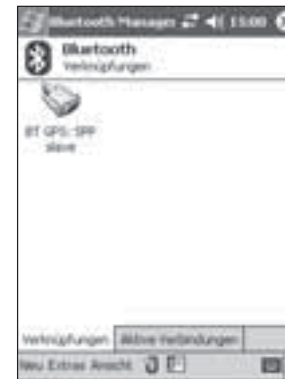 Bluetooth Manager 15:00
Bluetooth
Verknüpfungen
BT GPS: SPP
slave
Verknüpfungen Aktive Verbindungen
Neu Extras Ansicht